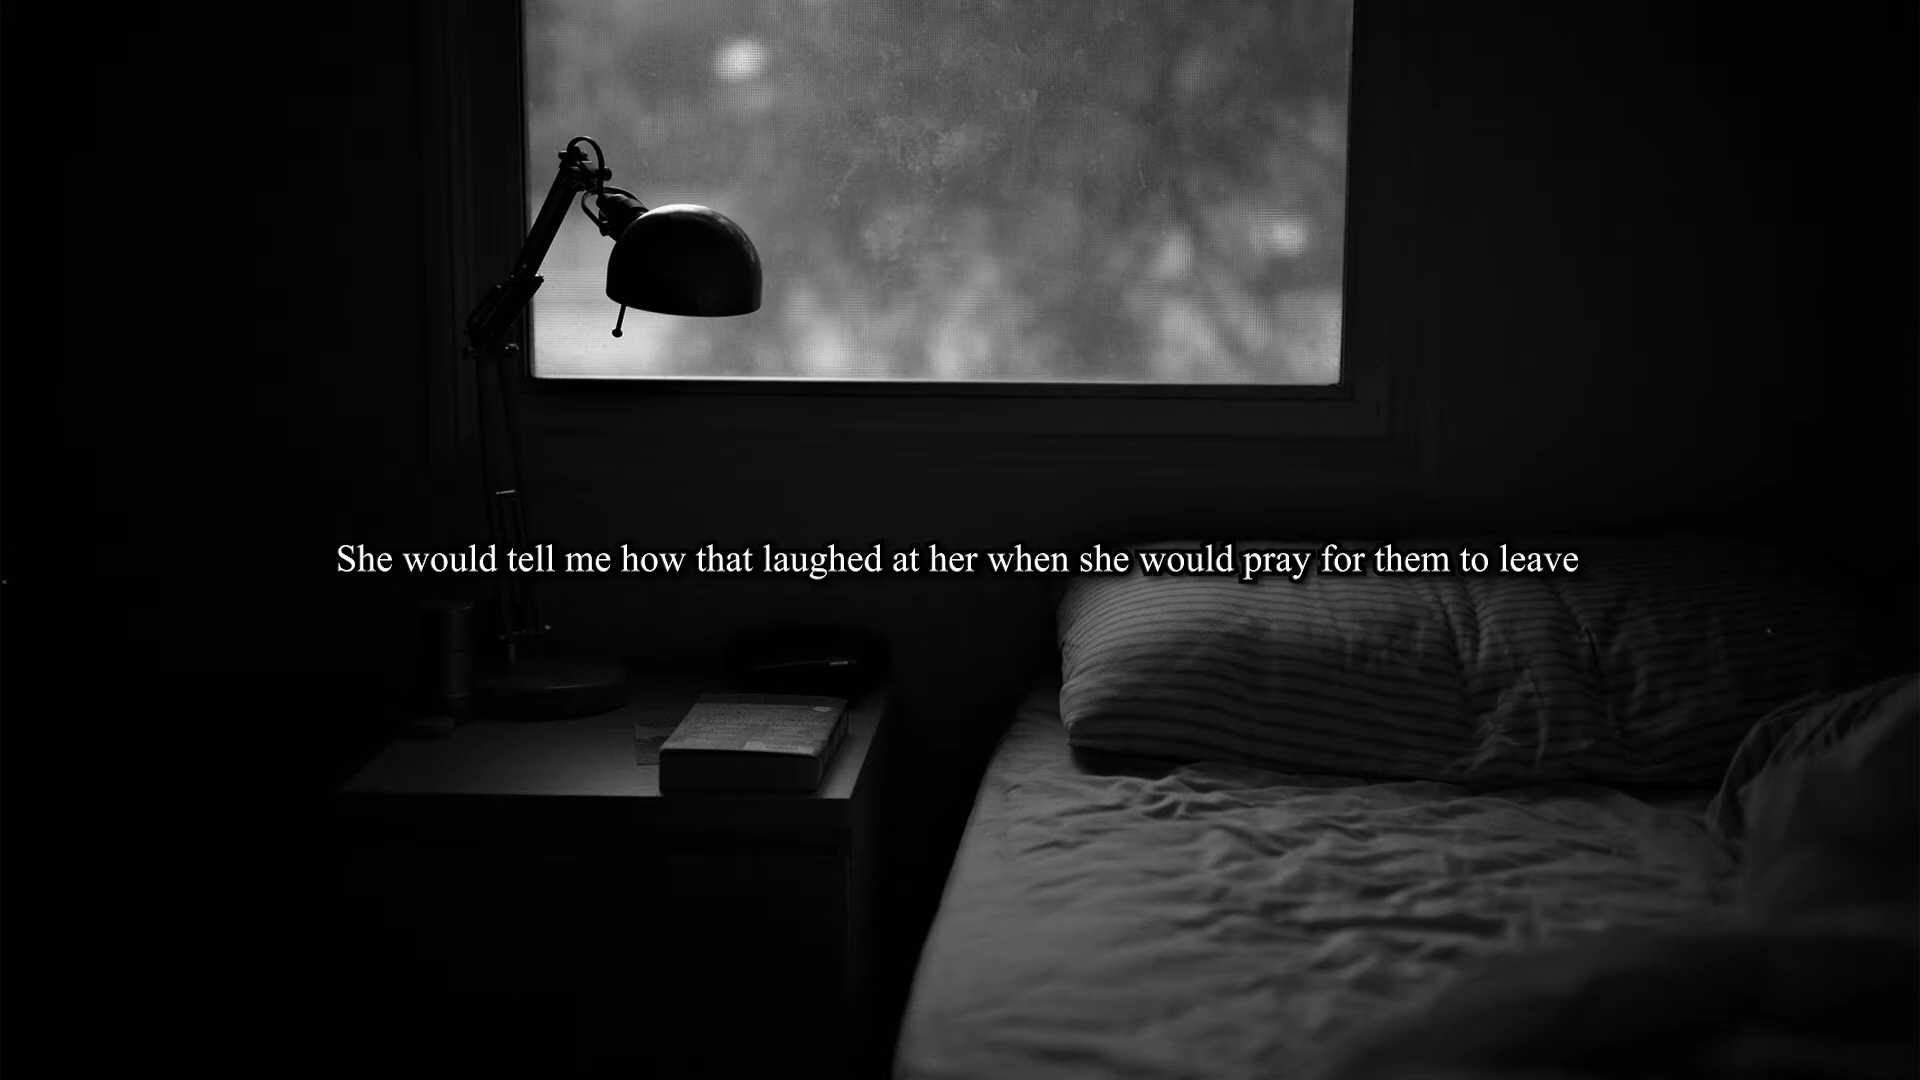 She would tell me how that laughed at her when she would pray for them to leave